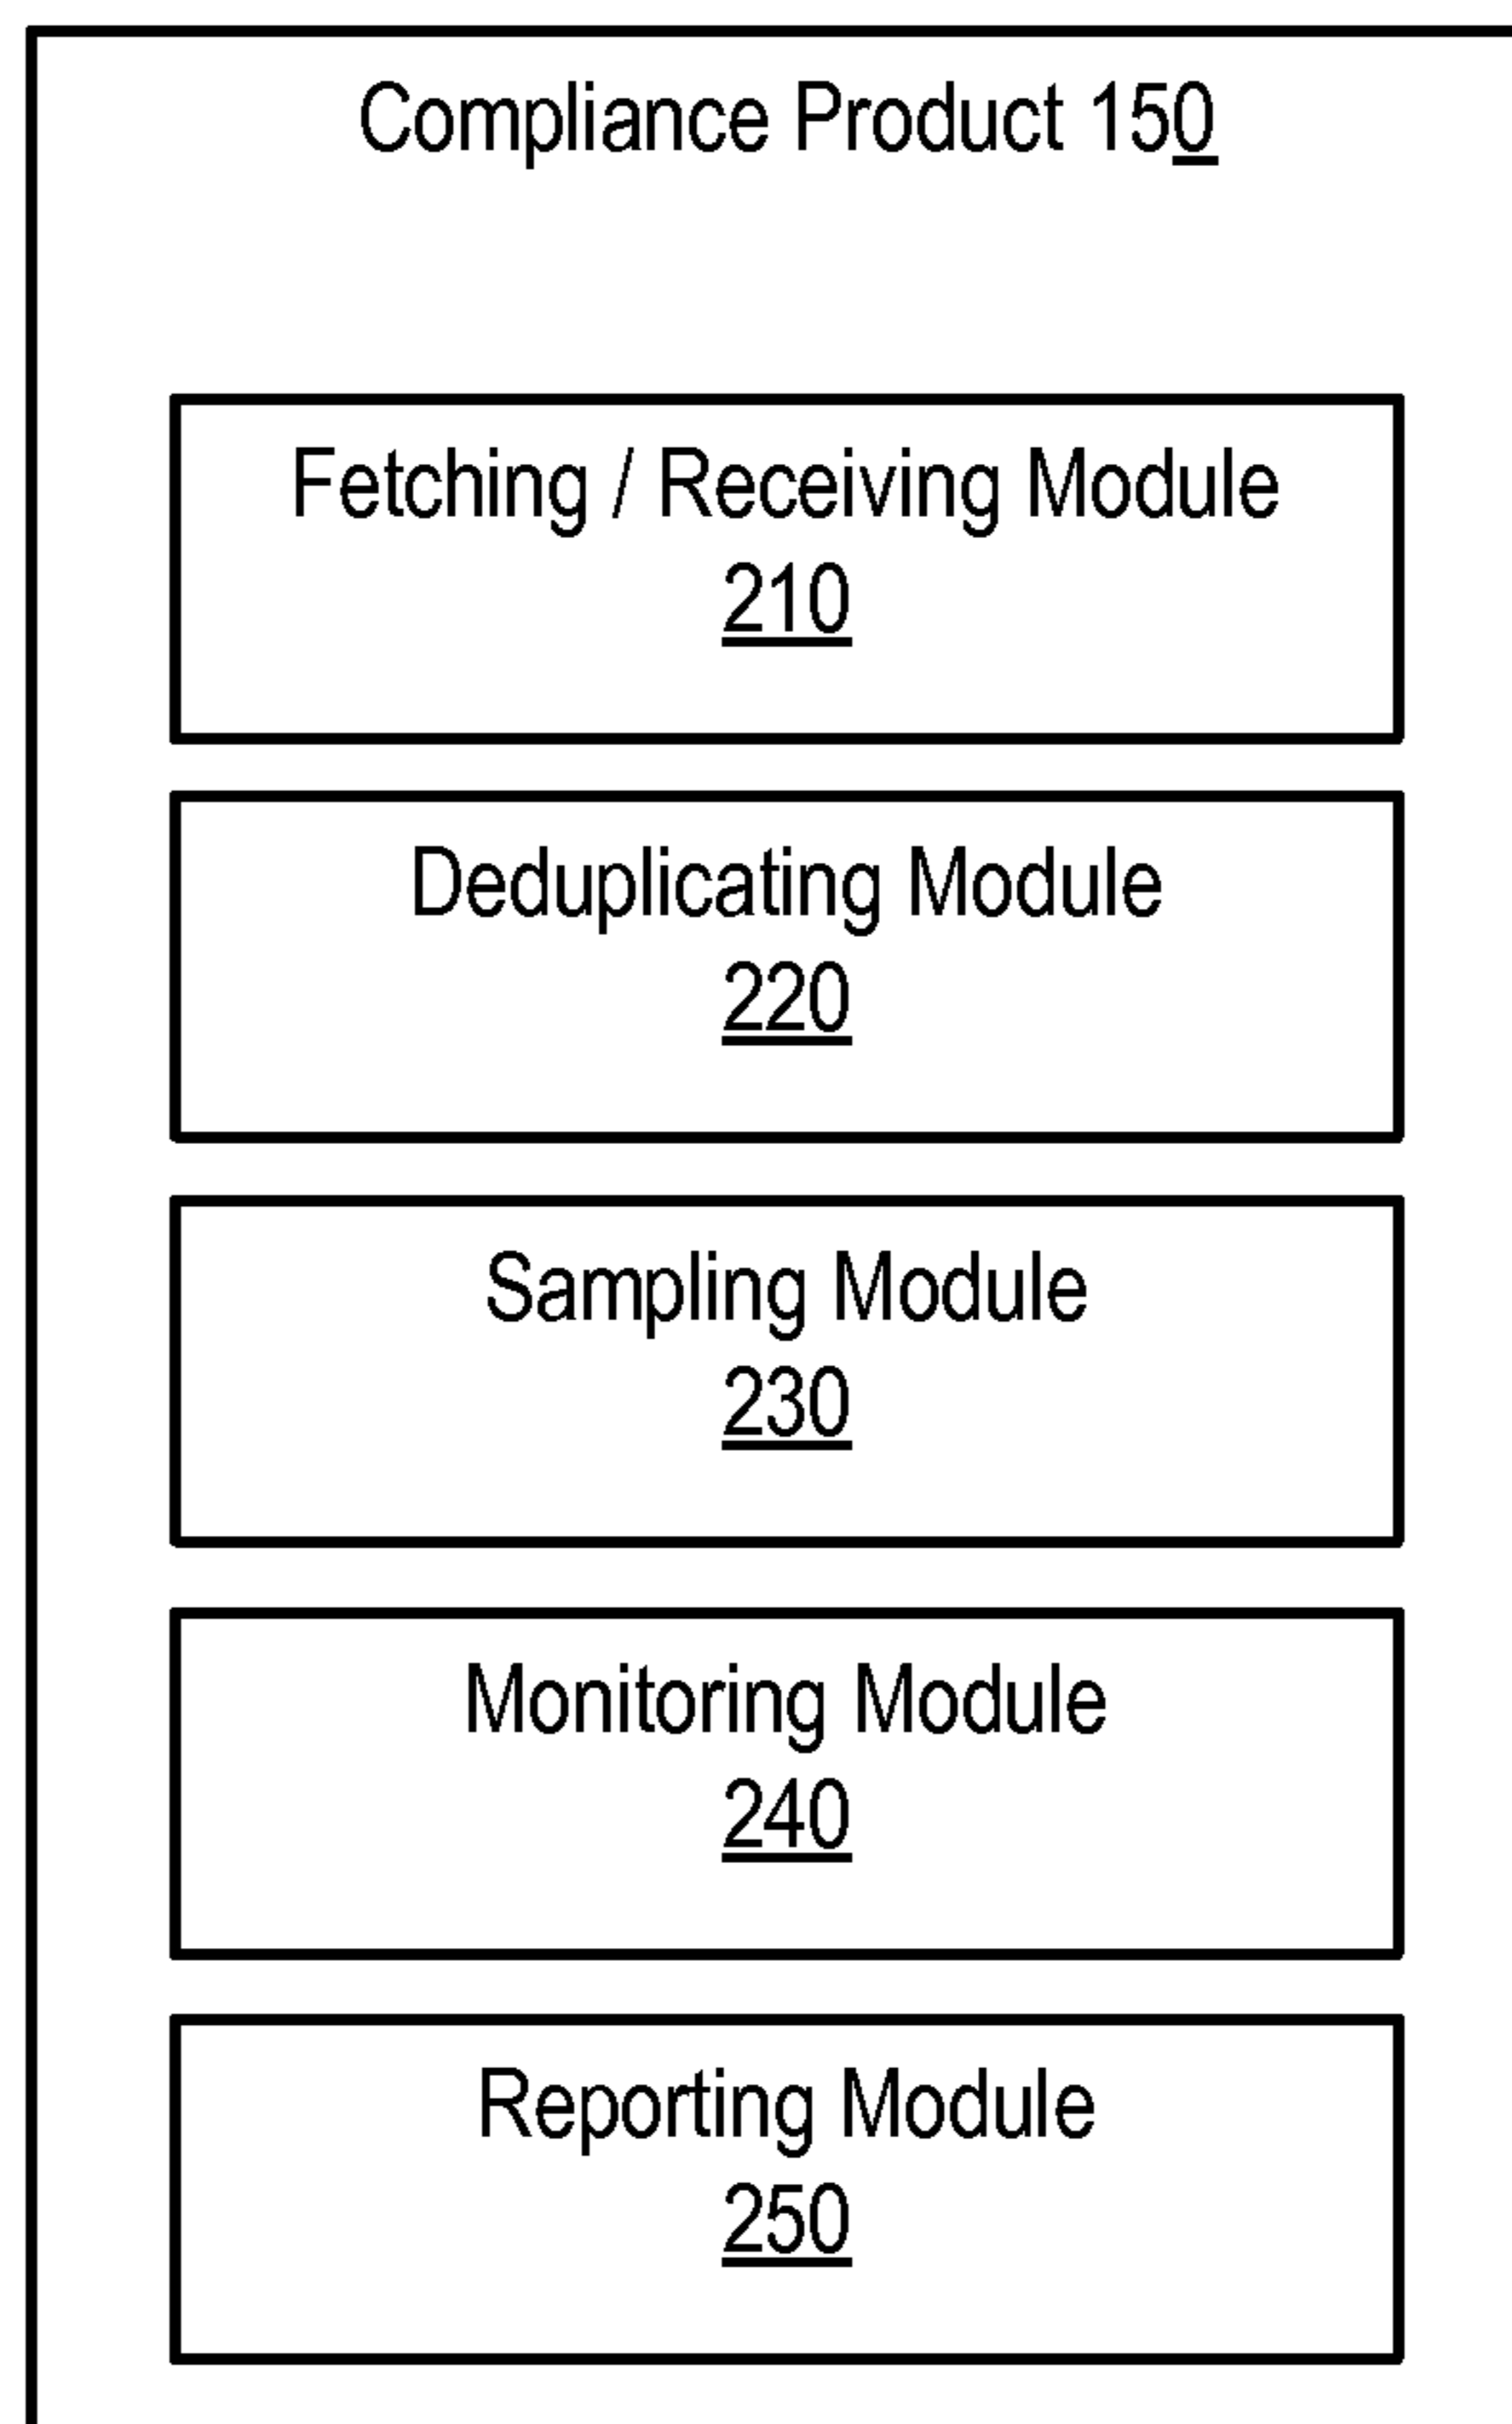 Compliance Product 150
Fetching / Receiving Module
210
Deduplicating Module
220
Sampling Module
230
Monitoring Module
240
Reporting Module
250